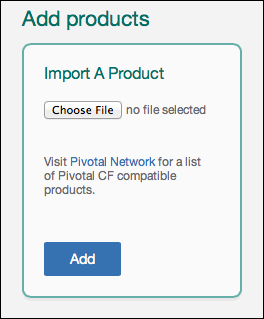 Add products
Import A Product
Choose File no file selected
Visit Pivotal Network for a list
of Pivotal CF compatible
products.
Add